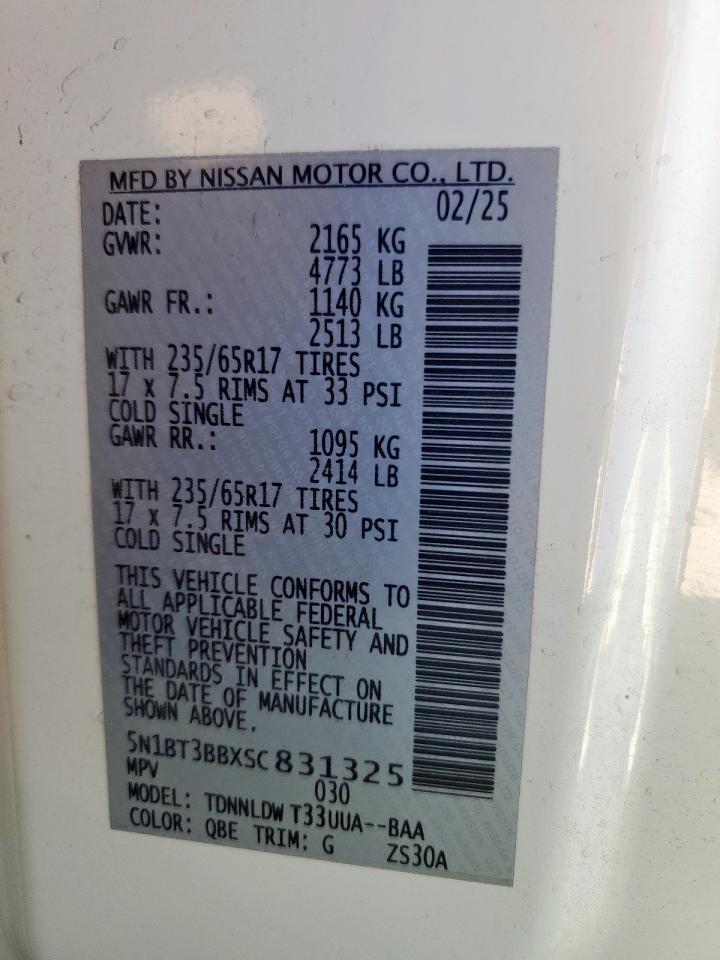 MFD BY NISSAN MOTOR CO., LTD.
DATE: 02/25
GVWR: 2165 KG
4773 LB
GAWR FR.: 1140 KG
2513 LB
WITH 235/65R17 TIRES
17 x 7.5 RIMS AT 33 PSI
COLD SINGLE
GAWR RR.: 1095 KG
2414 LB
WITH 235/65R17 TIRES
17 x 7.5 RIMS AT 30 PSI
COLD SINGLE
THIS VEHICLE CONFORMS TO
ALL APPLICABLE FEDERAL
MOTOR VEHICLE SAFETY AND
THEFT PREVENTION
STANDARDS IN EFFECT ON
THE DATE OF MANUFACTURE
SHOWN ABOVE.
5N1BT3BBXSC831325
MPV 030
MODEL: TDNNLDW T33UUA--BAA
COLOR: QBE TRIM: G ZS30A